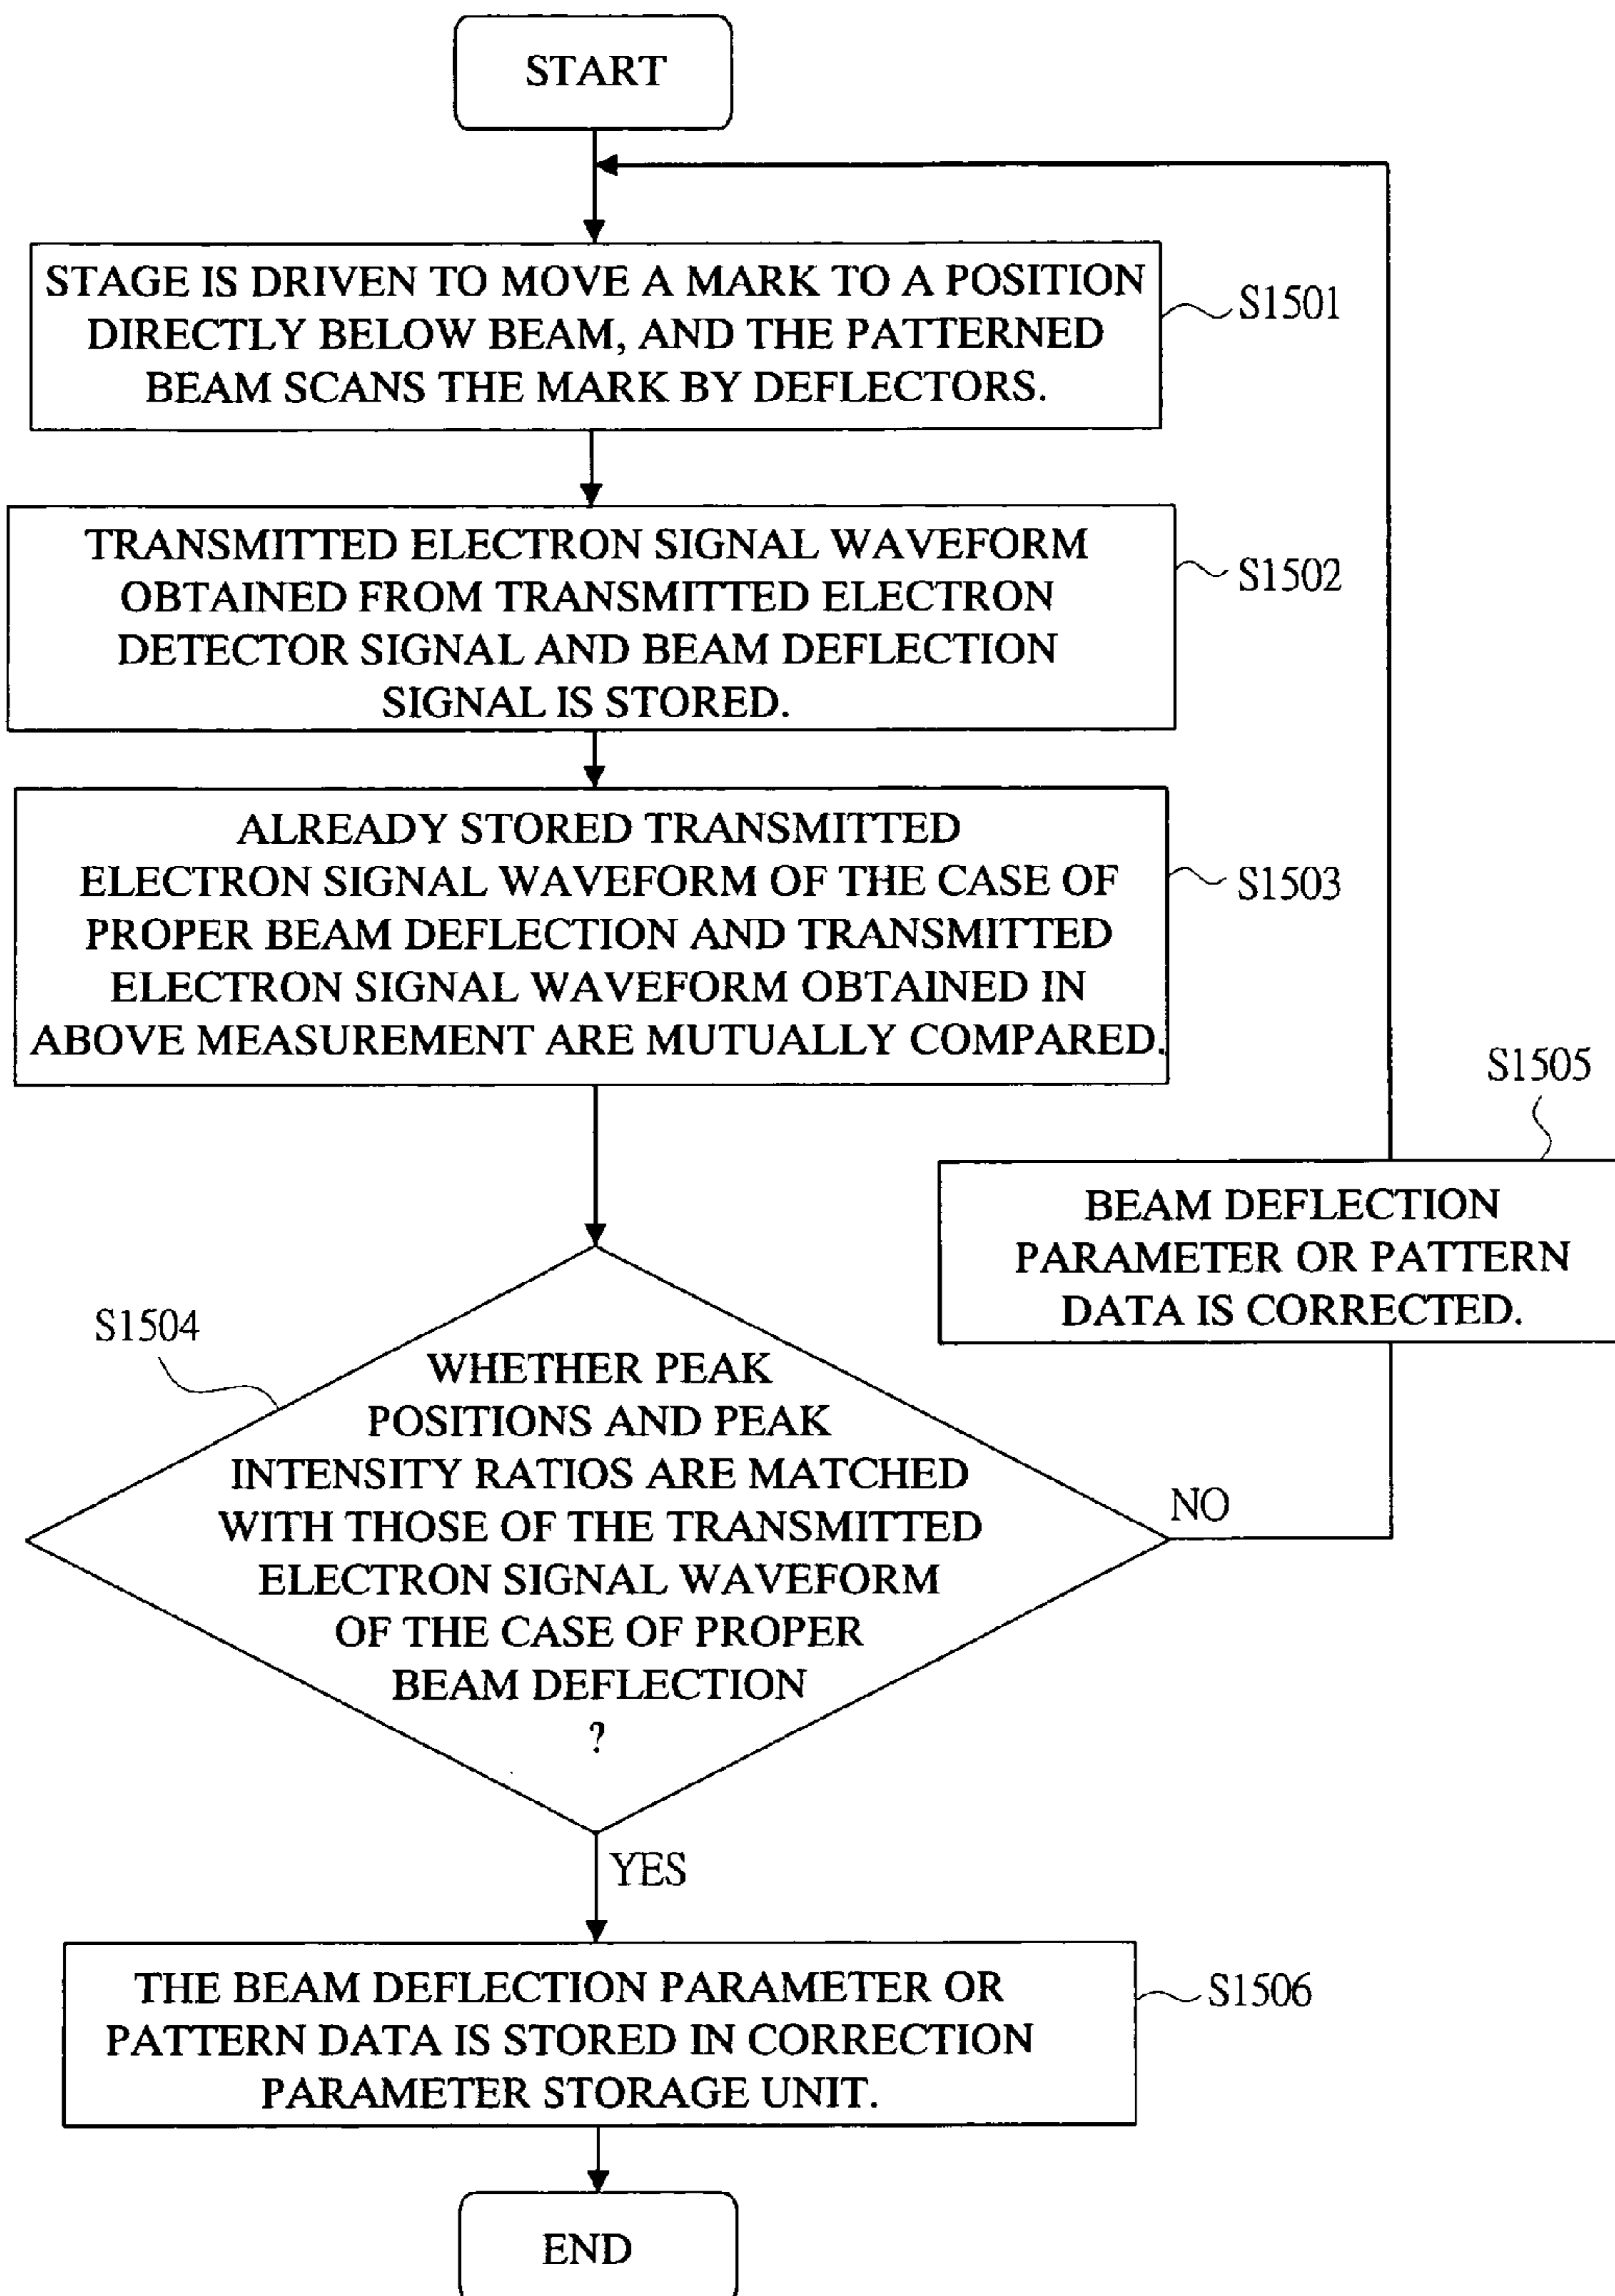 START
STAGE IS DRIVEN TO MOVE A MARK TO A POSITION
DIRECTLY BELOW BEAM, AND THE PATTERNED
BEAM SCANS THE MARK BY DEFLECTORS.
S1501
TRANSMITTED ELECTRON SIGNAL WAVEFORM
OBTAINED FROM TRANSMITTED ELECTRON
DETECTOR SIGNAL AND BEAM DEFLECTION
SIGNAL IS STORED.
S1502
ALREADY STORED TRANSMITTED
ELECTRON SIGNAL WAVEFORM OF THE CASE OF
PROPER BEAM DEFLECTION AND TRANSMITTED
ELECTRON SIGNAL WAVEFORM OBTAINED IN
ABOVE MEASUREMENT ARE MUTUALLY COMPARED.
S1503
S1504
WHETHER PEAK
POSITIONS AND PEAK
INTENSITY RATIOS ARE MATCHED
WITH THOSE OF THE TRANSMITTED
ELECTRON SIGNAL WAVEFORM
OF THE CASE OF PROPER
BEAM DEFLECTION
?
NO
S1505
BEAM DEFLECTION
PARAMETER OR PATTERN
DATA IS CORRECTED.
YES
THE BEAM DEFLECTION PARAMETER OR
PATTERN DATA IS STORED IN CORRECTION
PARAMETER STORAGE UNIT.
S1506
END